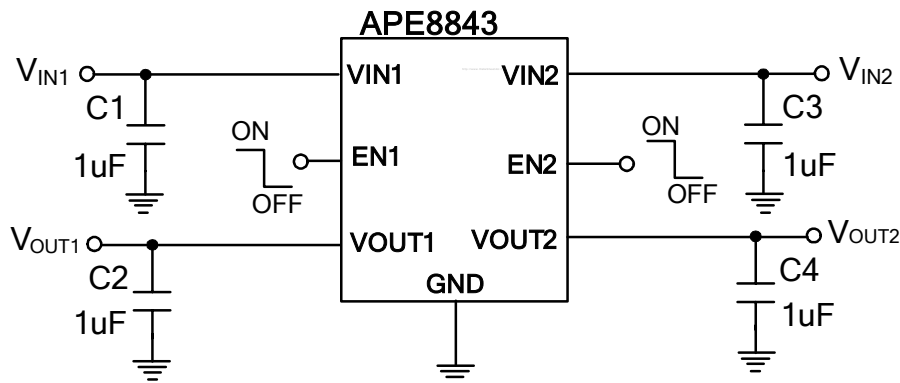 APE8843
VIN1
VIN1
VIN2
VIN2
C1
1uF
ON
OFF
EN1
EN2
ON
OFF
C3
1uF
VOUT1
VOUT1
VOUT2
VOUT2
C2
1uF
GND
C4
1uF